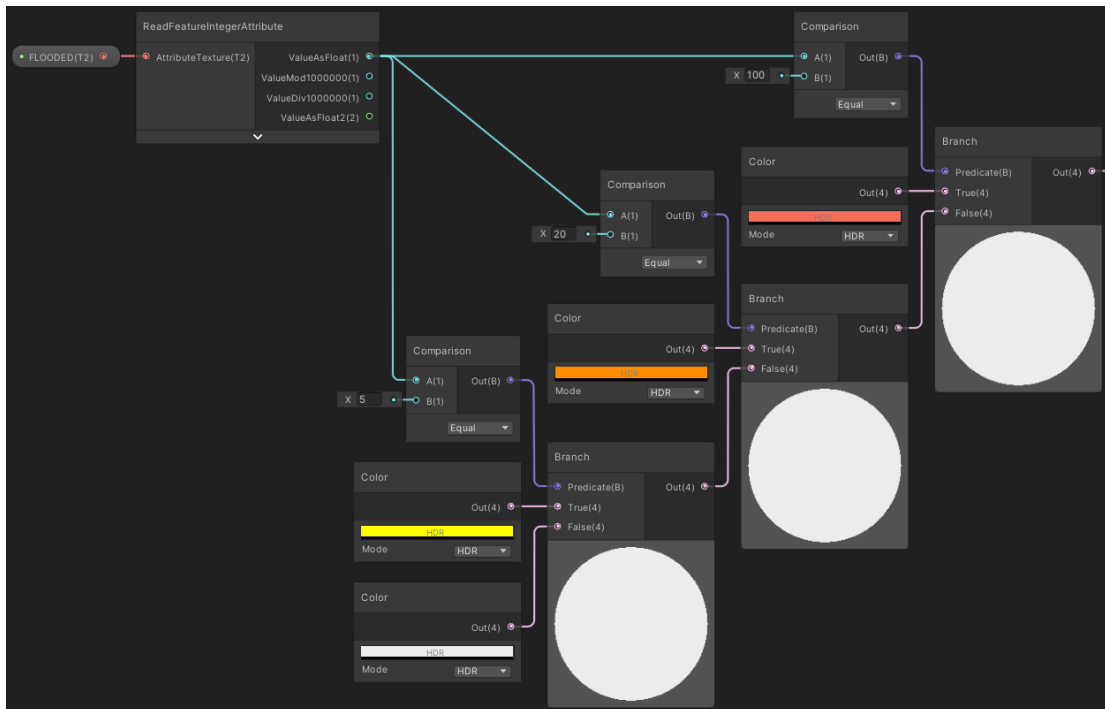 ReadFeatureIntegerAttribute
FLOODED(T2)
AttributeTexture(T2)
ValueAsFloat(1)
ValueMod1000000(1)
ValueDiv1000000(1)
ValueAsFloat2(2)
Comparison
A(1) Out(B)
X 100
B(1)
Equal
Branch
Predicate(B) Out(4)
True(4)
False(4)
Color
Out(4)
HDR
Mode HDR
Comparison
A(1) Out(B)
X 20
B(1)
Equal
Branch
Predicate(B) Out(4)
True(4)
False(4)
Color
Out(4)
HDR
Mode HDR
Comparison
A(1) Out(B)
X 5
B(1)
Equal
Branch
Predicate(B) Out(4)
True(4)
False(4)
Color
Out(4)
HDR
Mode HDR
Color
Out(4)
HDR
Mode HDR